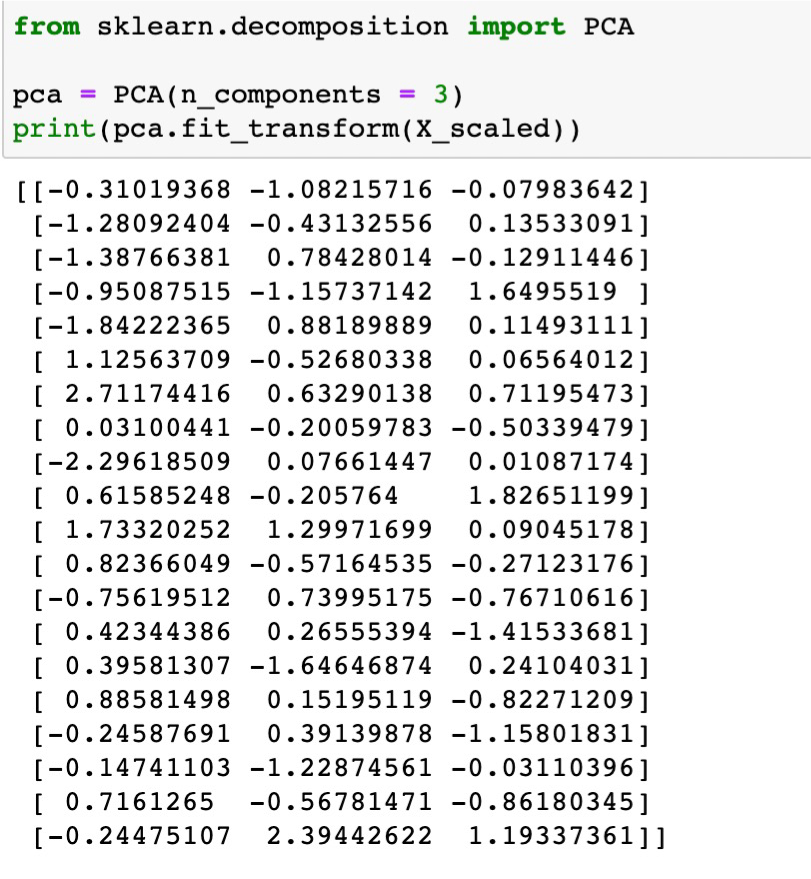 from sklearn.decomposition import PCA

pca = PCA(n_components = 3)
print(pca.fit_transform(X_scaled))

[[-0.31019368 -1.08215716 -0.07983642]
 [-1.28092404 -0.43132556  0.13533091]
 [-1.38766381  0.78428014 -0.12911446]
 [-0.95087515 -1.15737142  1.6495519 ]
 [-1.84222365  0.88189889  0.11493111]
 [ 1.12563709 -0.52680338  0.06564012]
 [ 2.71174416  0.63290138  0.71195473]
 [ 0.03100441 -0.20059783 -0.50339479]
 [-2.29618509  0.07661447  0.01087174]
 [ 0.61585248 -0.205764    1.82651199]
 [ 1.73320252  1.29971699  0.09045178]
 [ 0.82366049 -0.57164535 -0.27123176]
 [-0.75619512  0.73995175 -0.76710616]
 [ 0.42344386  0.26555394 -1.41533681]
 [ 0.39581307 -1.64646874  0.24104031]
 [ 0.88581498  0.15195119 -0.82271209]
 [-0.24587691  0.39139878 -1.15801831]
 [-0.14741103 -1.22874561 -0.03110396]
 [ 0.7161265  -0.56781471 -0.86180345]
 [-0.24475107  2.39442622  1.19337361]]